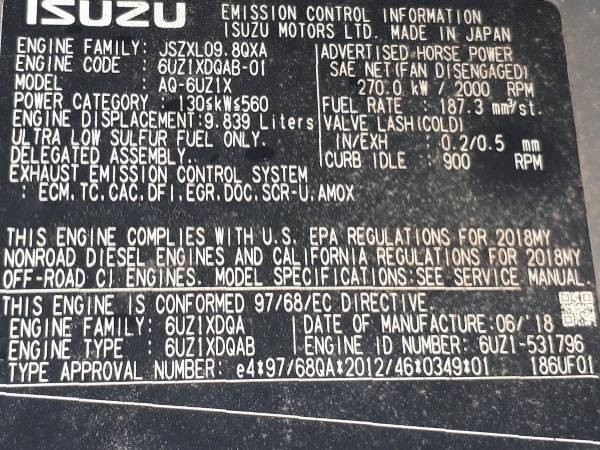 ISUZU
EMISSION CONTROL INFORMATION
ISUZU MOTORS LTD. MADE IN JAPAN
ENGINE FAMILY: JSZXL09.8QXA
ENGINE CODE : 6UZ1XDQAB-01
MODEL : AQ-6UZ1X
POWER CATEGORY : 130≤kW≤560
ENGINE DISPLACEMENT: 9.839 Liters
ULTRA LOW SULFUR FUEL ONLY.
DELEGATED ASSEMBLY.
EXHAUST EMISSION CONTROL SYSTEM
: ECM, TC, CAC, DFI, EGR, DOC, SCR-U, AMOX
ADVERTISED HORSE POWER
SAE NET(FAN DISENGAGED)
270.0 kW / 2000 RPM
FUEL RATE : 187.3 mm³/st.
VALVE LASH(COLD)
IN/EXH : 0.2/0.5 mm
CURB IDLE : 900 RPM
THIS ENGINE COMPLIES WITH U.S. EPA REGULATIONS FOR 2018MY
NONROAD DIESEL ENGINES AND CALIFORNIA REGULATIONS FOR 2018MY
OFF-ROAD CI ENGINES. MODEL SPECIFICATIONS:SEE SERVICE MANUAL.
THIS ENGINE IS CONFORMED 97/68/EC DIRECTIVE
ENGINE FAMILY: 6UZ1XDQA
DATE OF MANUFACTURE:06/'18
ENGINE TYPE : 6UZ1XDQAB
ENGINE ID NUMBER: 6UZ1-531796
TYPE APPROVAL NUMBER: e4*97/68QA*2012/46*0349*01
186UF01